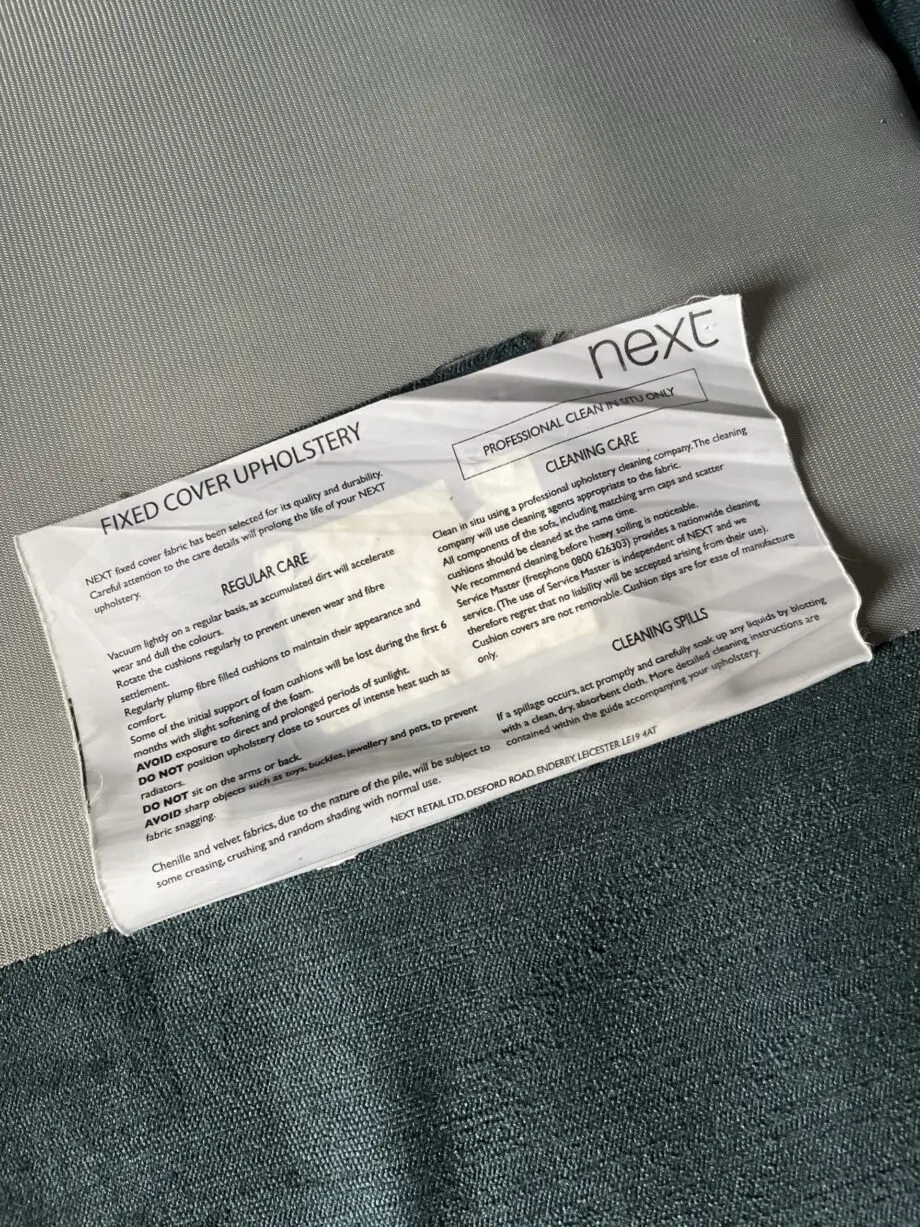 next
FIXED COVER UPHOLSTERY
NEXT fixed cover fabric has been selected for its quality and durability.
Careful attention to the care details will prolong the life of your NEXT
upholstery.
REGULAR CARE
Vacuum lightly on a regular basis, as accumulated dirt will accelerate
wear and dull the colours.
Rotate the cushions regularly to prevent uneven wear and fibre
settlement.
Regularly plump fibre filled cushions to maintain their appearance and
comfort.
Some of the initial support of foam cushions will be lost during the first 6
months with slight softening of the foam.
AVOID exposure to direct and prolonged periods of sunlight.
DO NOT position upholstery close to sources of intense heat such as
radiators.
DO NOT sit on the arms or back.
AVOID sharp objects such as toys, buckles, jewellery and pets, to prevent
fabric snagging.
Chenille and velvet fabrics, due to the nature of the pile, will be subject to
some creasing, crushing and random shading with normal use.
PROFESSIONAL CLEAN IN SITU ONLY
CLEANING CARE
Clean in situ using a professional upholstery cleaning company. The cleaning
company will use cleaning agents appropriate to the fabric.
All components of the sofa, including matching arm caps and scatter
cushions should be cleaned at the same time.
We recommend cleaning before heavy soiling is noticeable.
Service Master (freephone 0800 626303) provides a nationwide cleaning
service. (The use of Service Master is independent of NEXT and we
therefore regret that no liability will be accepted arising from their use).
Cushion covers are not removable. Cushion zips are for ease of manufacture
only.
CLEANING SPILLS
If a spillage occurs, act promptly and carefully soak up any liquids by blotting
with a clean, dry, absorbent cloth. More detailed cleaning instructions are
contained within the guide accompanying your upholstery.
NEXT RETAIL LTD, DESFORD ROAD, ENDERBY, LEICESTER LE19 4AT